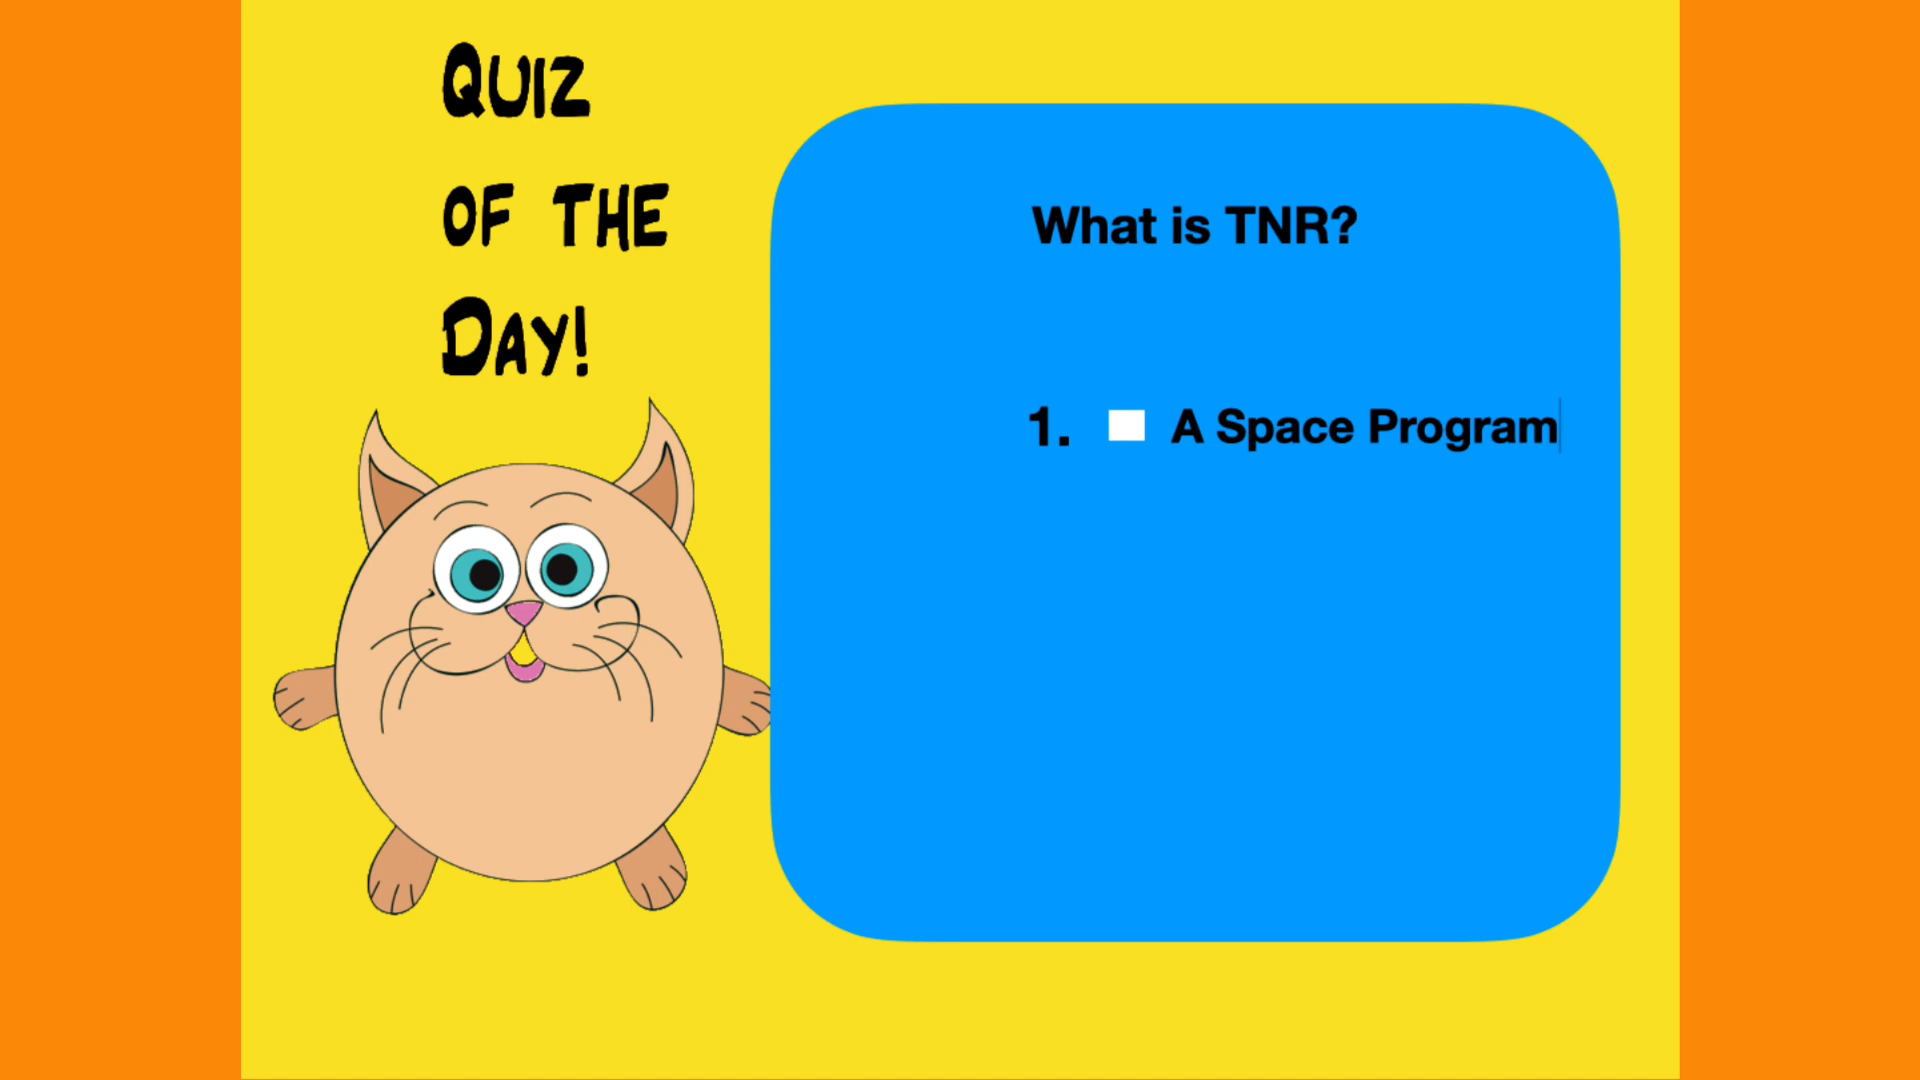 Quiz
of the
Day!
What is TNR?
1. A Space Program